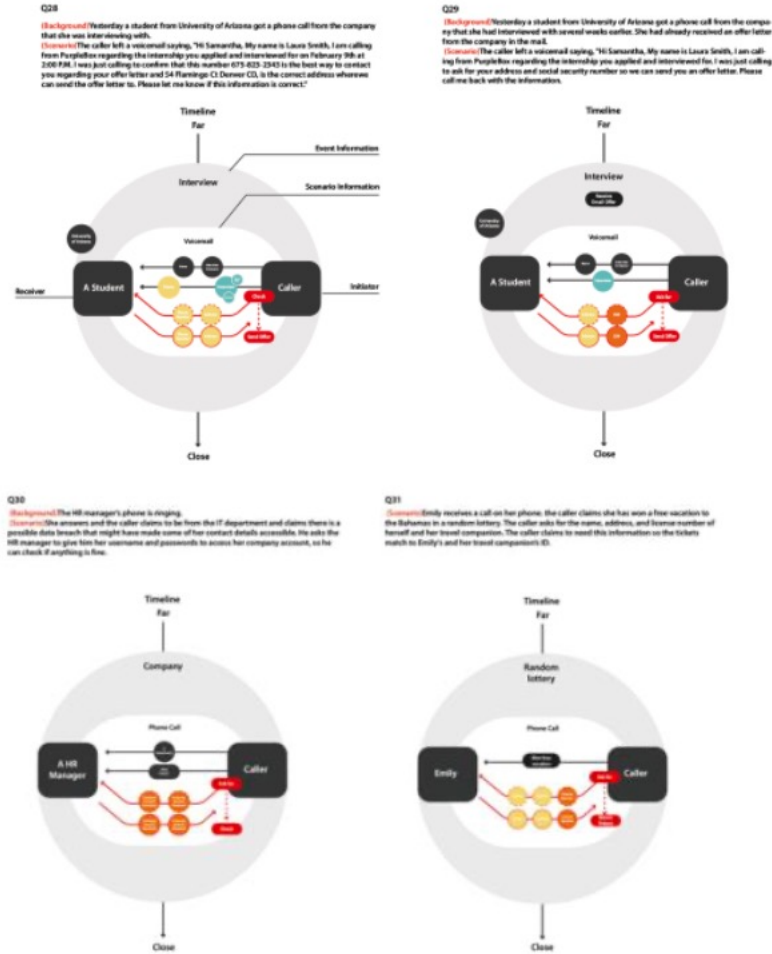 Q28
(Background)Yesterday a student from University of Arizona got a phone call from the company
that she was interviewing with.
(Scenario)The caller left a voicemail saying, "Hi Samantha, My name is Laura Smith, I am calling
from PurpleBox regarding the internship you applied and interviewed for on February 9th at
2:00 P.M. I was just calling to confirm that this number 675-825-2343 is the best way to contact
you regarding your offer letter and 54 Flamingo Ct Denver CO, is the correct address wherewe
can send the offer letter to. Please let me know if this information is correct."
Timeline
Far
Event Information
Interview
Scenario Information
University
of Arizona
Voicemail
A Student
Caller
Receiver
Initiator
Check
Send Offer
Close
Q29
(Background)Yesterday a student from University of Arizona got a phone call from the compa-
ny that she had interviewed with several weeks earlier. She had already received an offer letter
from the company in the mail.
(Scenario)The caller left a voicemail saying, "Hi Samantha, My name is Laura Smith, I am call-
ing from PurpleBox regarding the internship you applied and interviewed for. I was just calling
to ask for your address and social security number so we can send you an offer letter. Please
call me back with the information.
Timeline
Far
Interview
Receive
Email Offer
University
of Arizona
Voicemail
A Student
Caller
Ask for
Send Offer
Close
Q30
(Background)The HR manager's phone is ringing.
(Scenario)She answers and the caller claims to be from the IT department and claims there is a
possible data breach that might have made some of her contact details accessible. He asks the
HR manager to give him her username and passwords to access her company account, so he
can check if anything is fine.
Timeline
Far
Company
Phone Call
A HR
Manager
Caller
Ask for
Check
Close
Q31
(Scenario)Emily receives a call on her phone. the caller claims she has won a free vacation to
the Bahamas in a random lottery. The caller asks for the name, address, and license number of
herself and her travel companion. The caller claims to need this information so the tickets
match to Emily's and her travel companion's ID.
Timeline
Far
Random
lottery
Phone Call
Emily
Caller
Ask for
Close